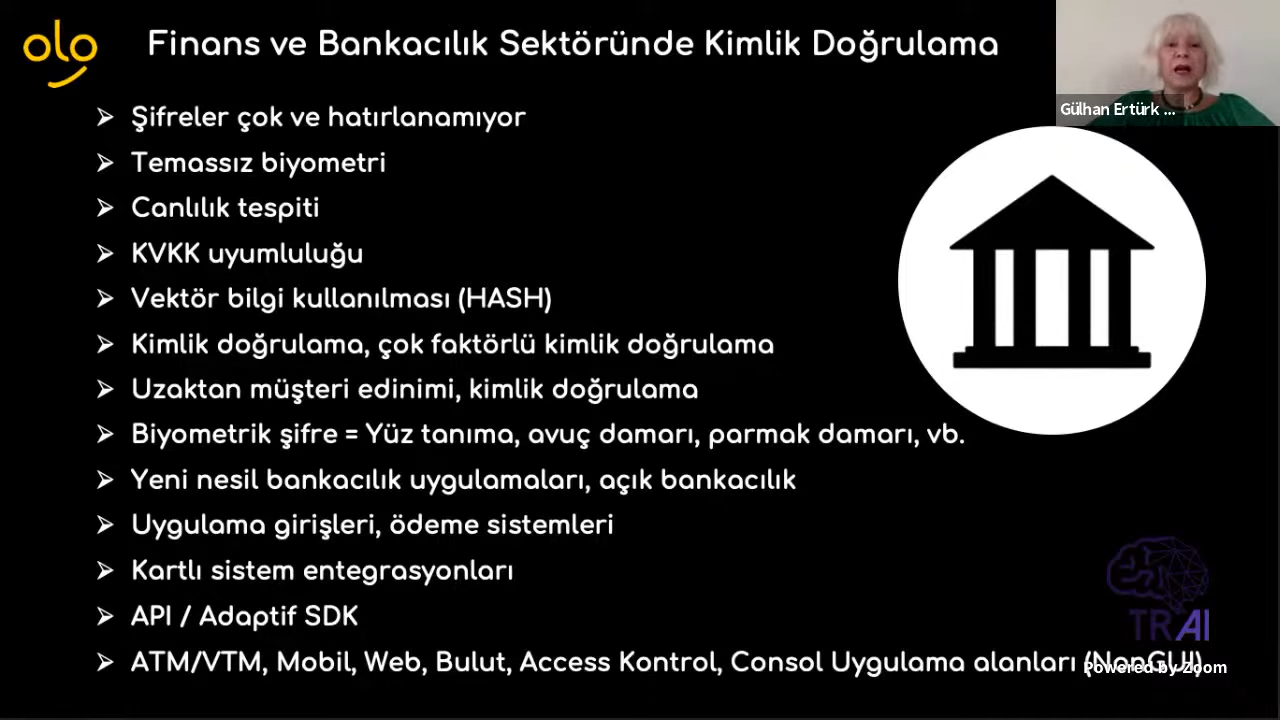 olo
Finans ve Bankacılık Sektöründe Kimlik Doğrulama
Gülhan Ertürk ...
➢ Şifreler çok ve hatırlanamıyor
➢ Temassız biyometri
➢ Canlılık tespiti
➢ KVKK uyumluluğu
➢ Vektör bilgi kullanılması (HASH)
➢ Kimlik doğrulama, çok faktörlü kimlik doğrulama
➢ Uzaktan müşteri edinimi, kimlik doğrulama
➢ Biyometrik şifre = Yüz tanıma, avuç damarı, parmak damarı, vb.
➢ Yeni nesil bankacılık uygulamaları, açık bankacılık
➢ Uygulama girişleri, ödeme sistemleri
➢ Kartlı sistem entegrasyonları
➢ API / Adaptif SDK
TRAI
➢ ATM/VTM, Mobil, Web, Bulut, Access Kontrol, Consol Uygulama alanları (NonGUI)
Powered by Zoom